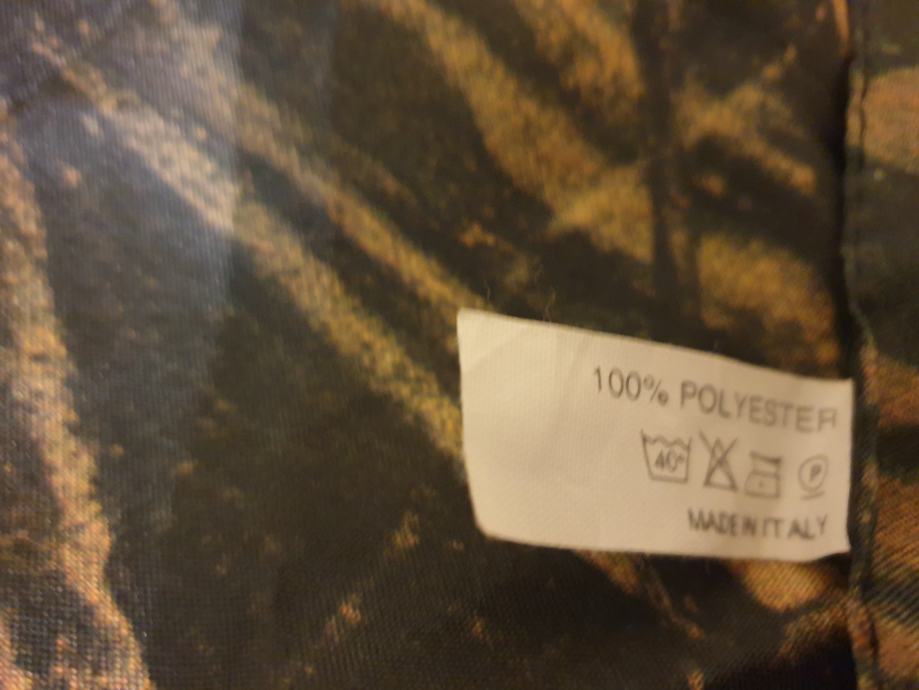 100% POLYESTER
40°
P
MADE IN ITALY